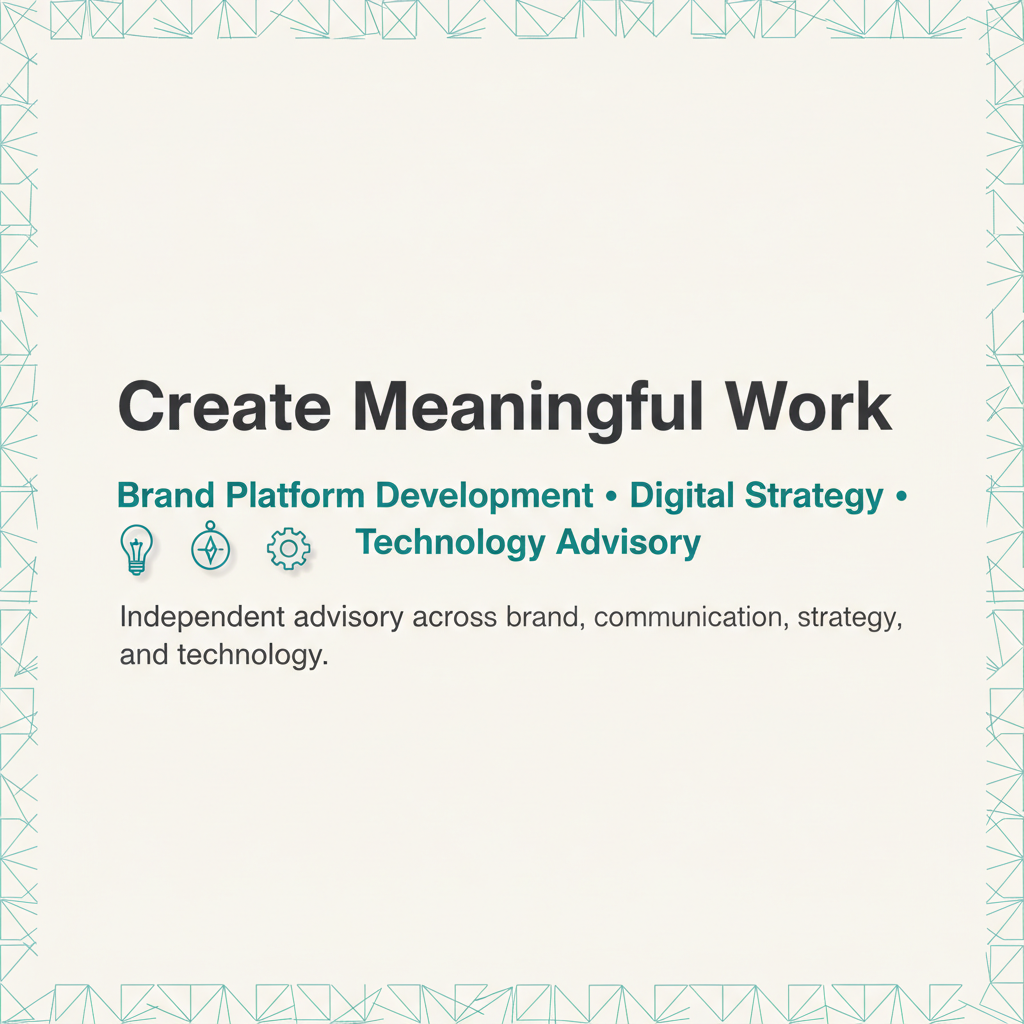 Create Meaningful Work
Brand Platform Development • Digital Strategy •
Technology Advisory
Independent advisory across brand, communication, strategy,
and technology.